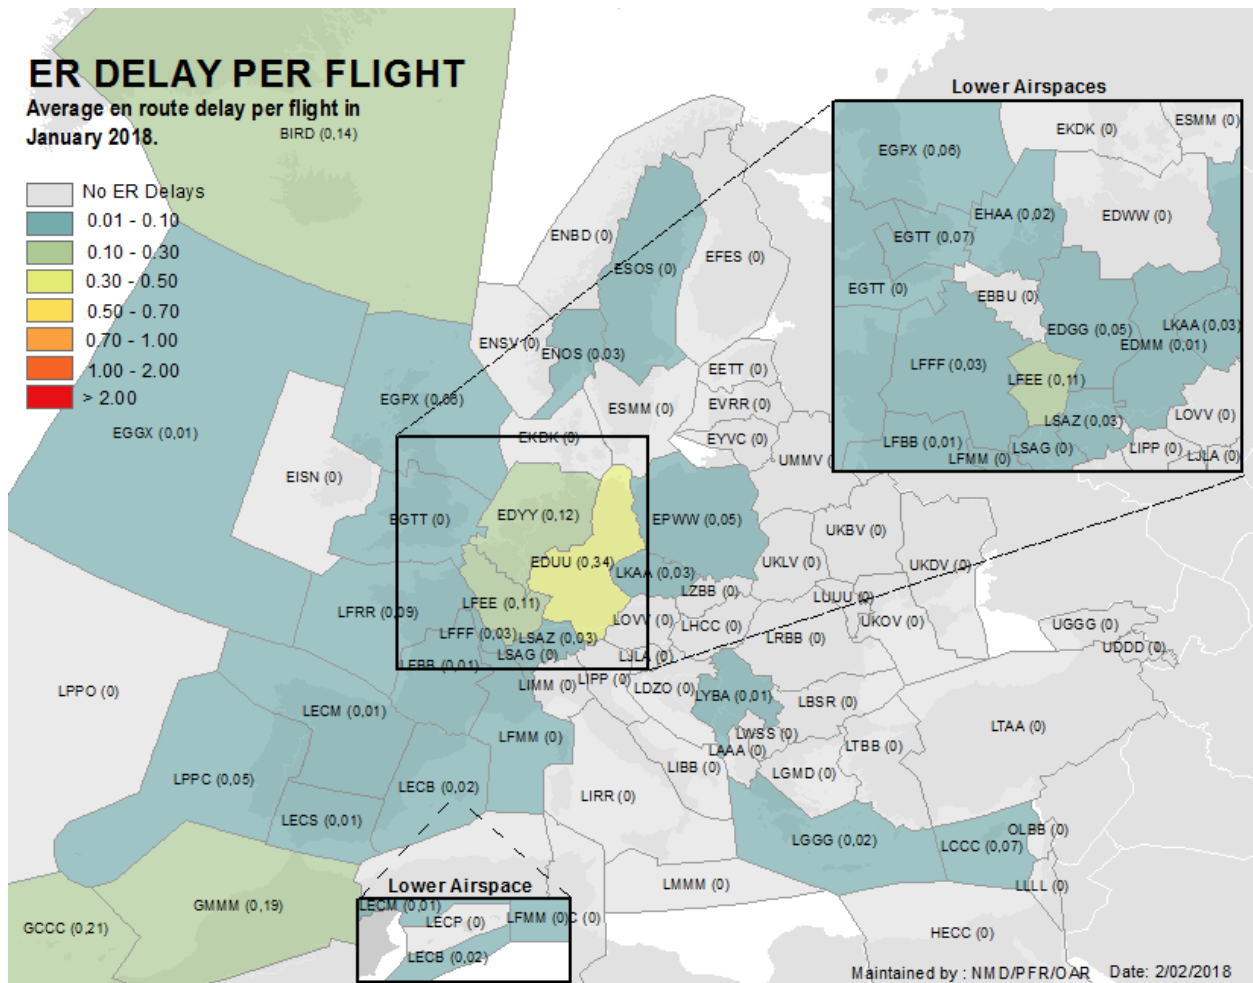 ER DELAY PER FLIGHT
Average en route delay per flight in
January 2018.
No ER Delays
0.01 - 0.10
0.10 - 0.30
0.30 - 0.50
0.50 - 0.70
0.70 - 1.00
1.00 - 2.00
> 2.00
BIRD (0,14)
ENBD (0)
ESOS (0)
EFES (0)
ENSV (0)
ENOS (0,03)
EETT (0)
EGPX (0,06)
ESMM (0)
EVRR (0)
EGGX (0,01)
EKDK (0)
EYVC (0)
UMMV
EISN (0)
EGTT (0)
EDYY (0,12)
EPWW (0,05)
UKBV (0)
EDUU (0,34)
LKAA (0,03)
UKLV (0)
UKDV (0)
LFRR (0,09)
LFEE (0,11)
LZBB (0)
LUUU (0)
LOVV (0)
LHCC (0)
LRBB (0)
UKOV (0)
UGGG (0)
UDDD (0)
LFFF (0,03)
LSAZ (0,03)
LSAG (0)
LJLA (0)
LFBB (0,01)
LIPP (0)
LIMM (0)
LDZO (0)
LYBA (0,01)
LBSR (0)
LPPO (0)
LECM (0,01)
LFMM (0)
LWSS (0)
LAAA (0)
LTBB (0)
LTAA (0)
LPPC (0,05)
LECB (0,02)
LIBB (0)
LGMD (0)
LIRR (0)
LECS (0,01)
LGGG (0,02)
LCCC (0,07)
OLBB (0)
LLLL (0)
LMMM (0)
GMMM (0,19)
GCCC (0,21)
HECC (0)
Lower Airspaces
EGPX (0,06)
EKDK (0)
ESMM (0)
EHAA (0,02)
EDWW (0)
EGTT (0,07)
EGTT (0)
EBBU (0)
EDGG (0,05)
LKAA (0,03)
EDMM (0,01)
LFFF (0,03)
LFEE (0,11)
LSAZ (0,03)
LOVV (0)
LFBB (0,01)
LFMM (0)
LSAG (0)
LIPP (0)
LJLA (0)
Lower Airspace
LECM (0,01)
LECP (0)
LFMM (0)
C (0)
LECB (0,02)
Maintained by : NMD/PFR/OAR Date: 2/02/2018